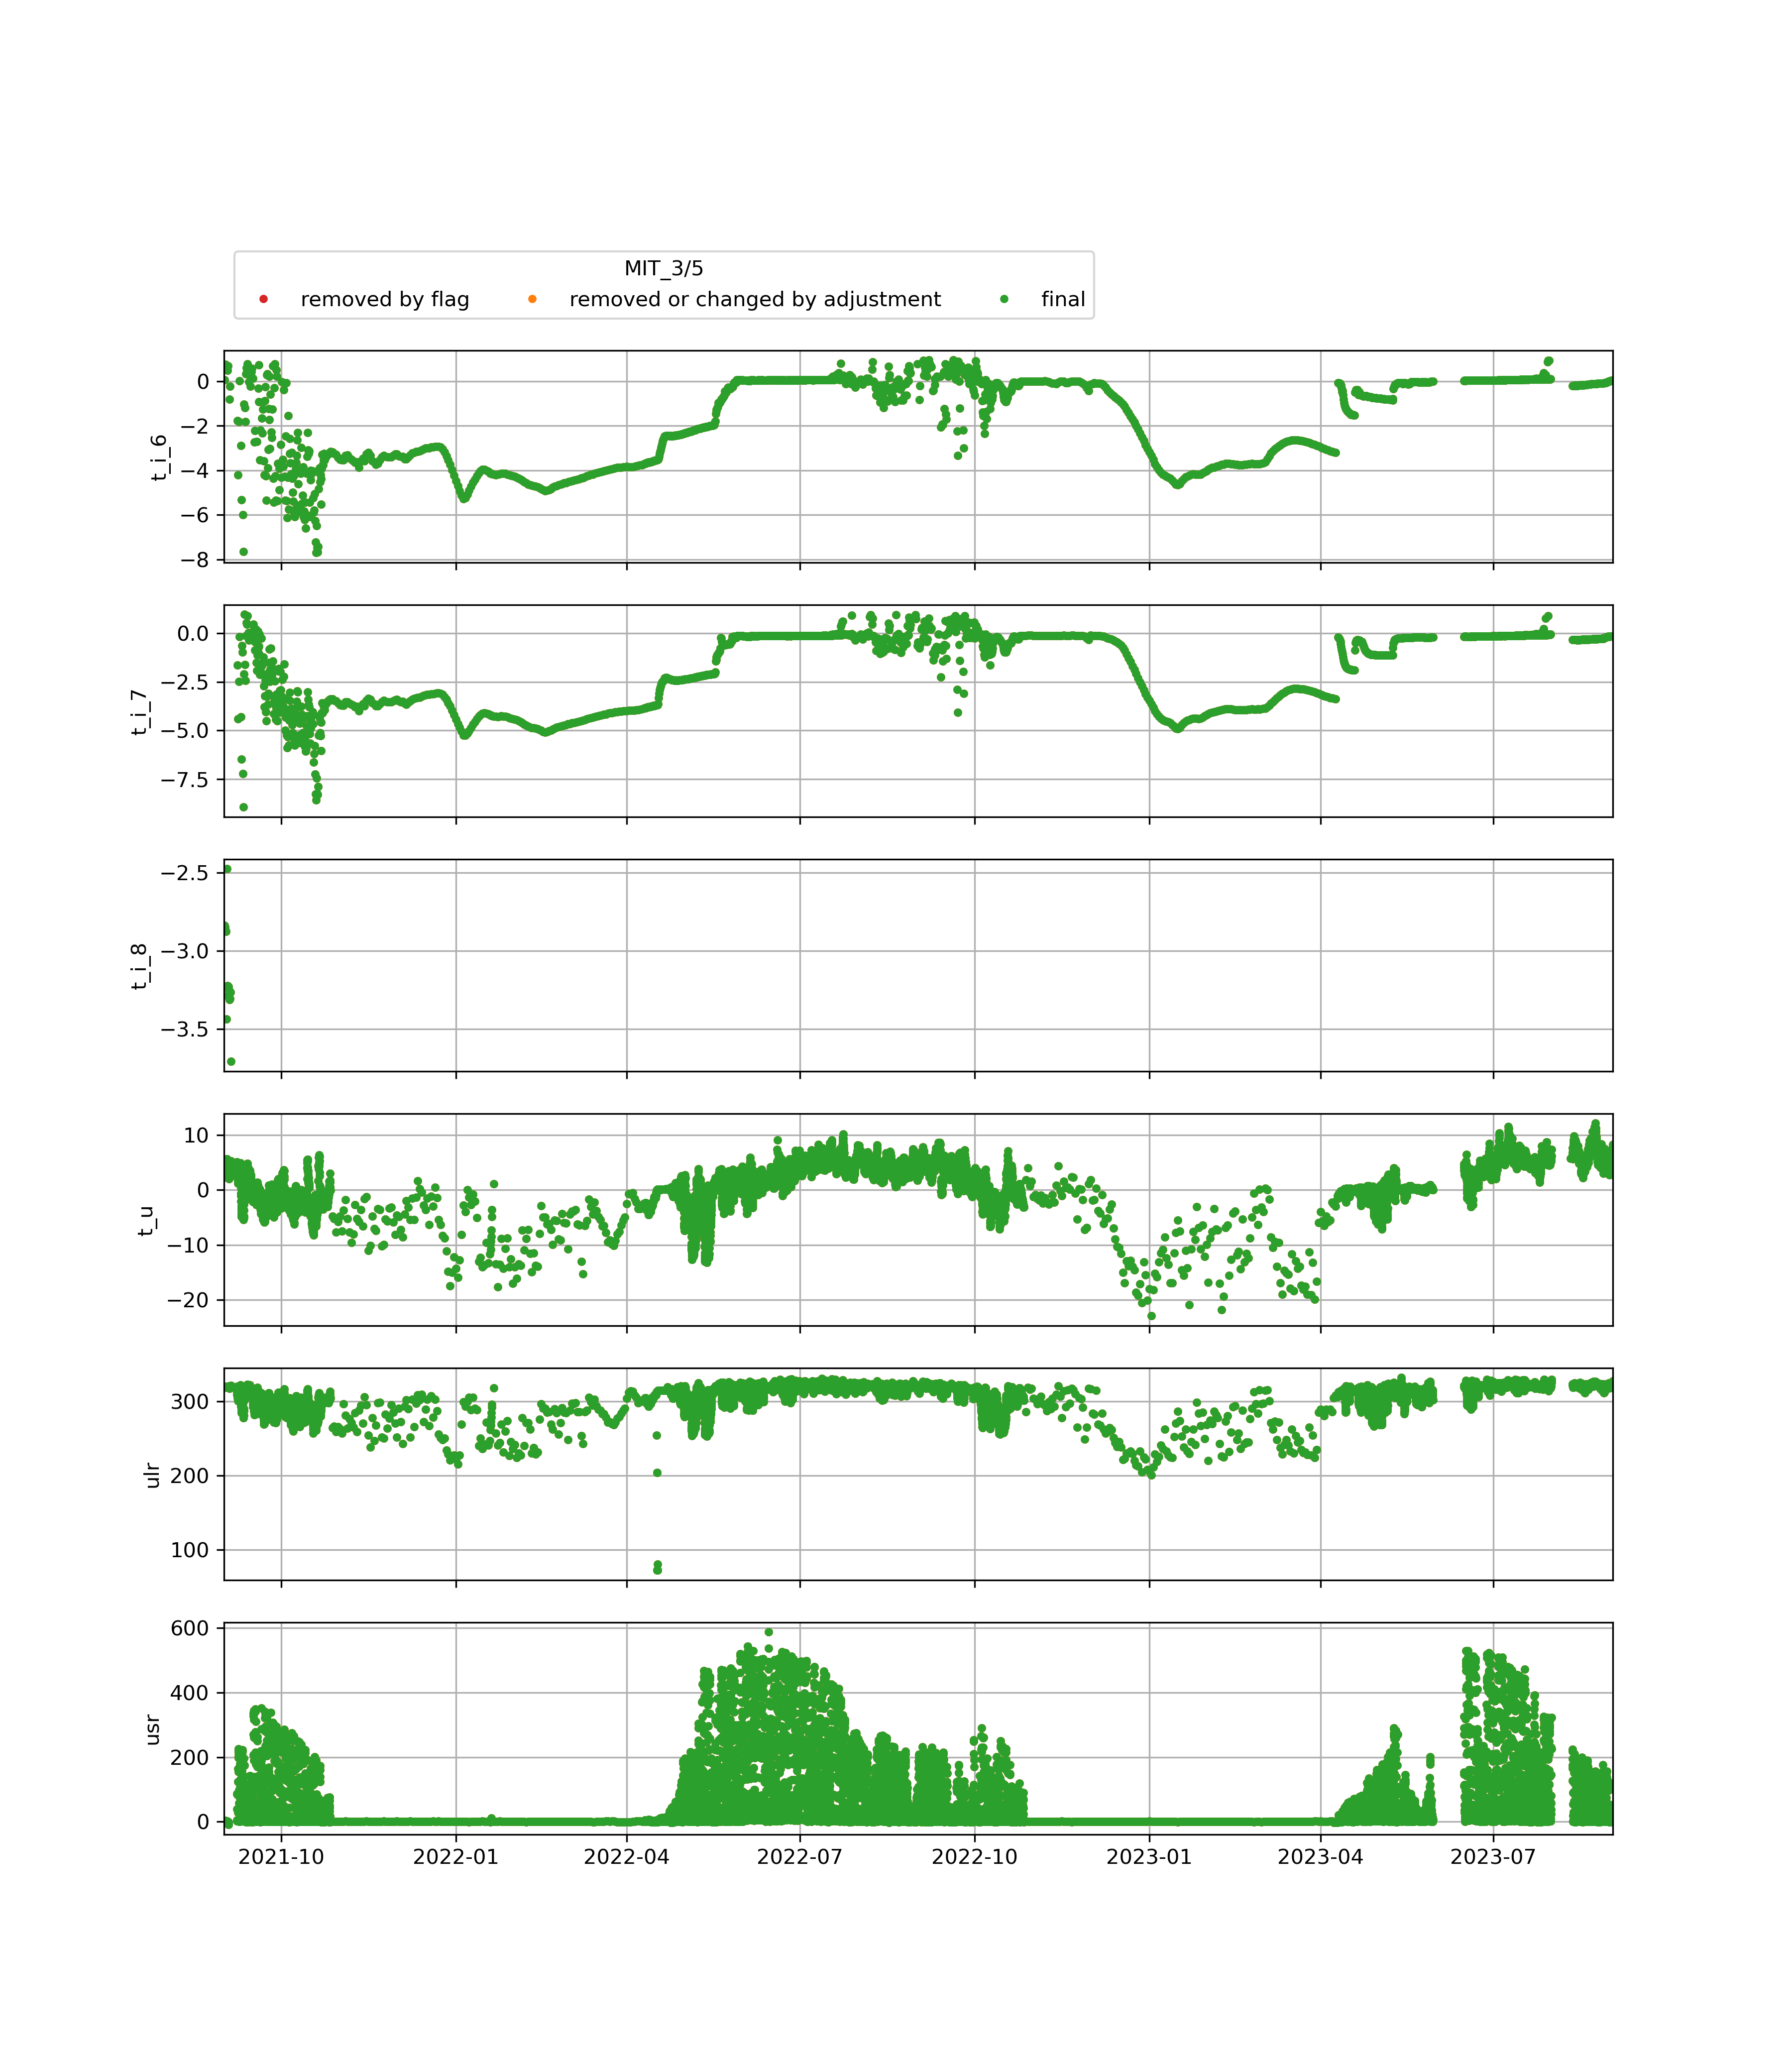 MIT_3/5
removed by flag removed or changed by adjustment final
0
−2
−4
−6
−8
t_i_6
0.0
−2.5
−5.0
−7.5
t_i_7
−2.5
−3.0
−3.5
t_i_8
10
0
−10
−20
t_u
300
200
100
ulr
600
400
200
0
usr
2021-10 2022-01 2022-04 2022-07 2022-10 2023-01 2023-04 2023-07